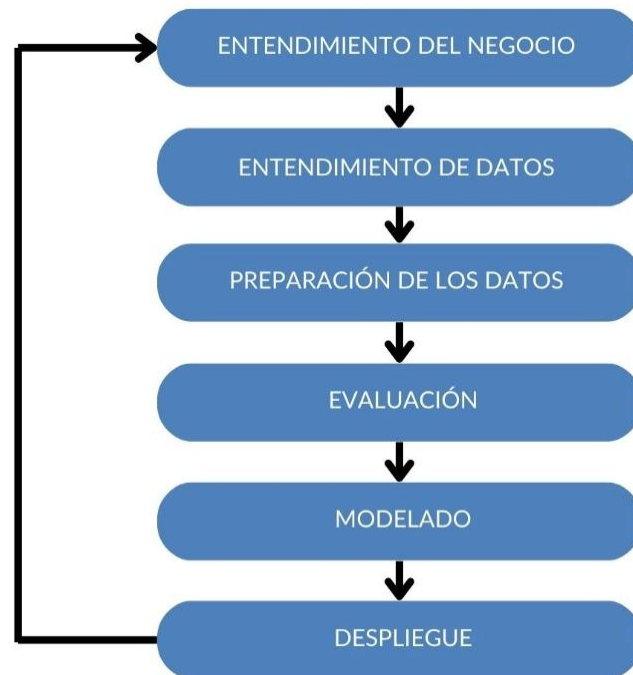 ENTENDIMIENTO DEL NEGOCIO
ENTENDIMIENTO DE DATOS
PREPARACIÓN DE LOS DATOS
EVALUACIÓN
MODELADO
DESPLIEGUE